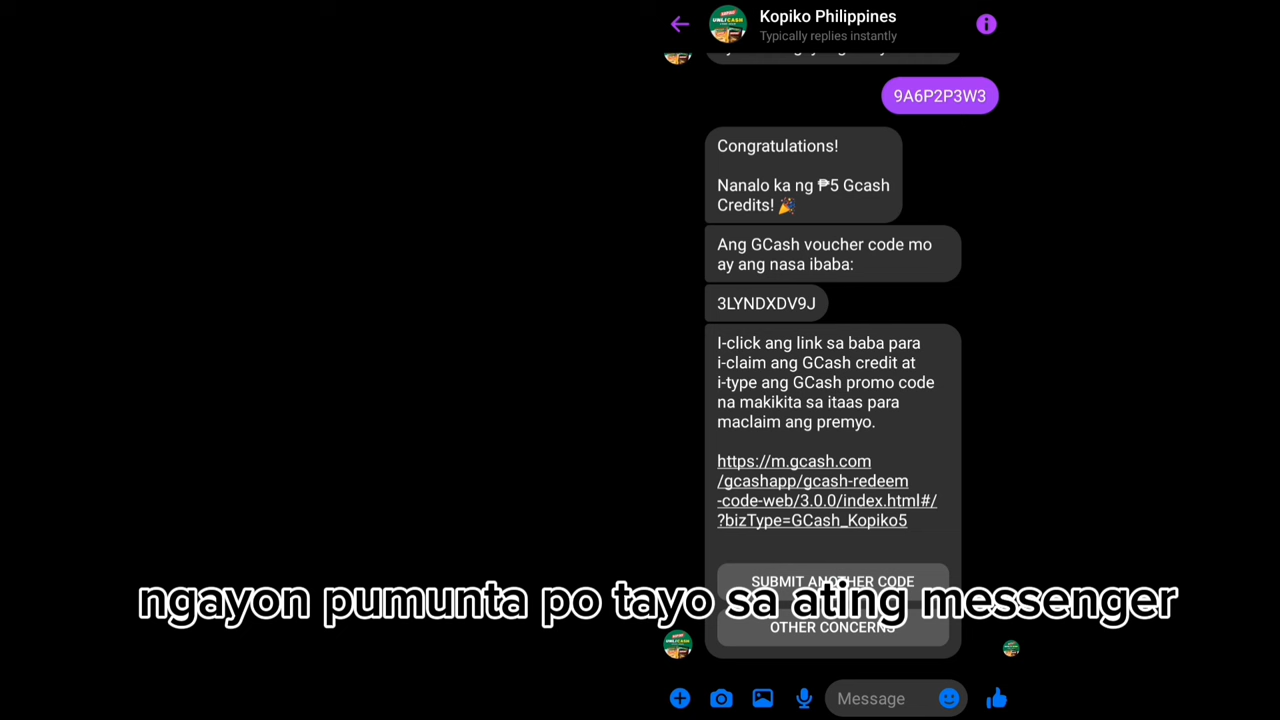 Kopiko Philippines
Typically replies instantly
9A6P2P3W3
Congratulations!
Nanalo ka ng ₱5 Gcash
Credits! 🎉
Ang GCash voucher code mo
ay ang nasa ibaba:
3LYNDXDV9J
I-click ang link sa baba para
i-claim ang GCash credit at
i-type ang GCash promo code
na makikita sa itaas para
maclaim ang premyo.
https://m.gcash.com
/gcashapp/gcash-redeem
-code-web/3.0.0/index.html#/
?bizType=GCash_Kopiko5
SUBMIT ANOTHER CODE
ngayon pumunta po tayo sa ating messenger
OTHER CONCERNS
Message